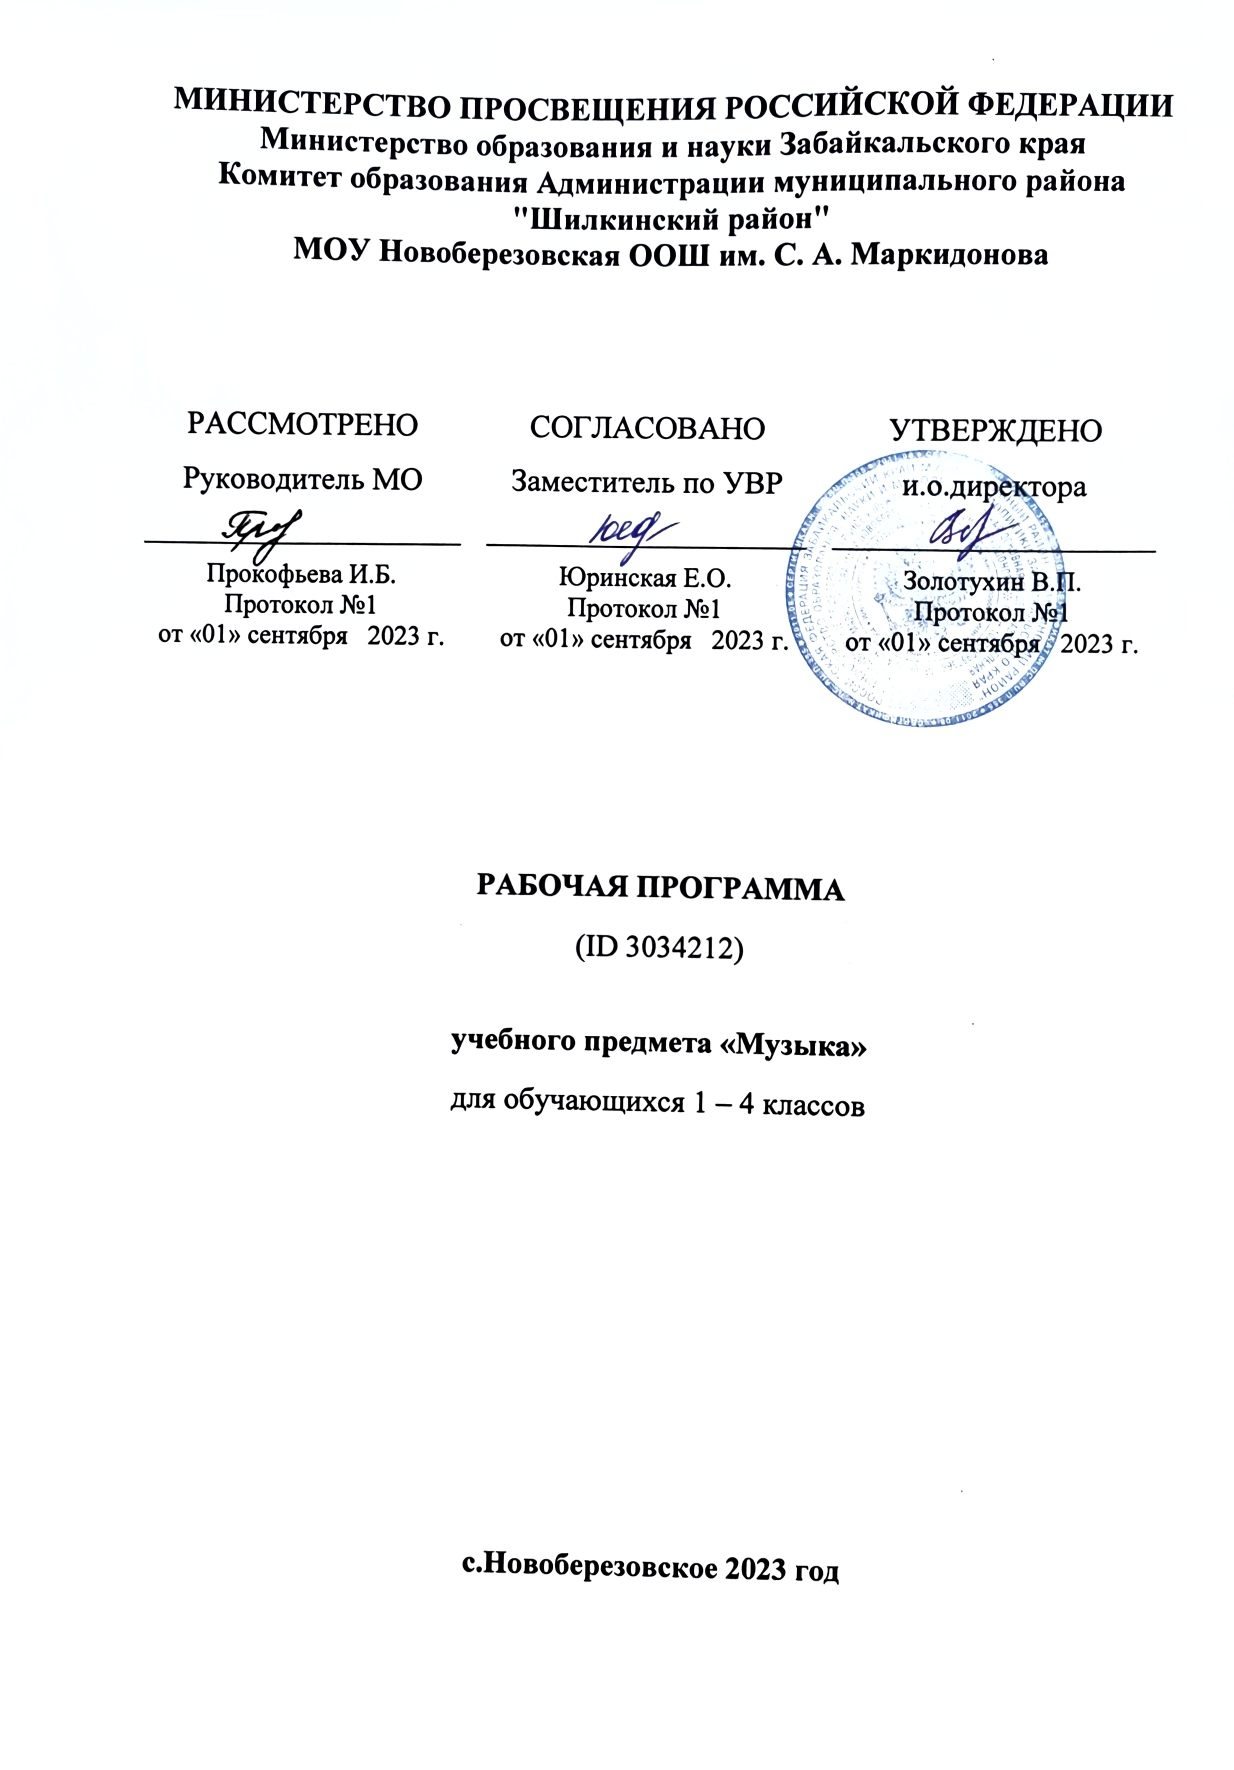 МИНИСТЕРСТВО ПРОСВЕЩЕНИЯ РОССИЙСКОЙ ФЕДЕРАЦИИ
Министерство образования и науки Забайкальского края
Комитет образования Администрации муниципального района
"Шилкинский район"
МОУ Новоберезовская ООШ им. С. А. Маркидонова
РАССМОТРЕНО
Руководитель МО
Прокофьева И.Б.
Протокол №1
от «01» сентября 2023 г.
СОГЛАСОВАНО
Заместитель по УВР
Юринская Е.О.
Протокол №1
от «01» сентября 2023 г.
УТВЕРЖДЕНО
и.о.директора
Золотухин В.П.
Протокол №1
от «01» сентября 2023 г.
РАБОЧАЯ ПРОГРАММА
(ID 3034212)
учебного предмета «Музыка»
для обучающихся 1 – 4 классов
с.Новоберезовское 2023 год